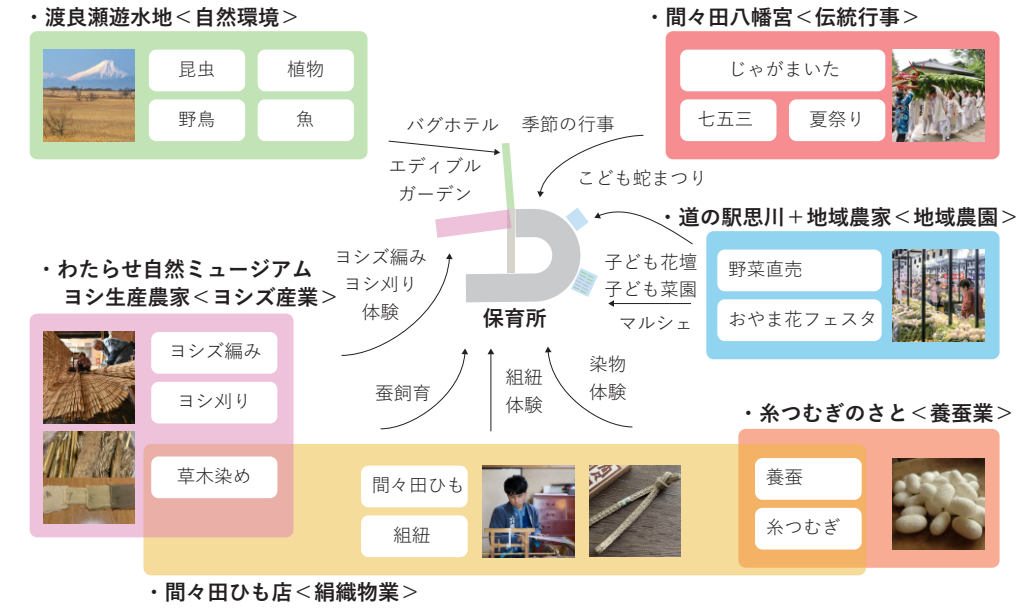 ・渡良瀬遊水地＜自然環境＞
昆虫
植物
野鳥
魚
・間々田八幡宮＜伝統行事＞
じゃがまいた
七五三
夏祭り
バグホテル
季節の行事
エディブル
ガーデン
こども蛇まつり
・道の駅思川＋地域農家＜地域農園＞
野菜直売
おやま花フェスタ
子ども花壇
子ども菜園
マルシェ
・わたらせ自然ミュージアム
ヨシ生産農家＜ヨシズ産業＞
ヨシズ編み
ヨシ刈り
草木染め
ヨシズ編み
ヨシ刈り
体験
保育所
蚕飼育
組紐
体験
染物
体験
・糸つむぎのさと＜養蚕業＞
養蚕
糸つむぎ
間々田ひも
組紐
・間々田ひも店＜絹織物業＞